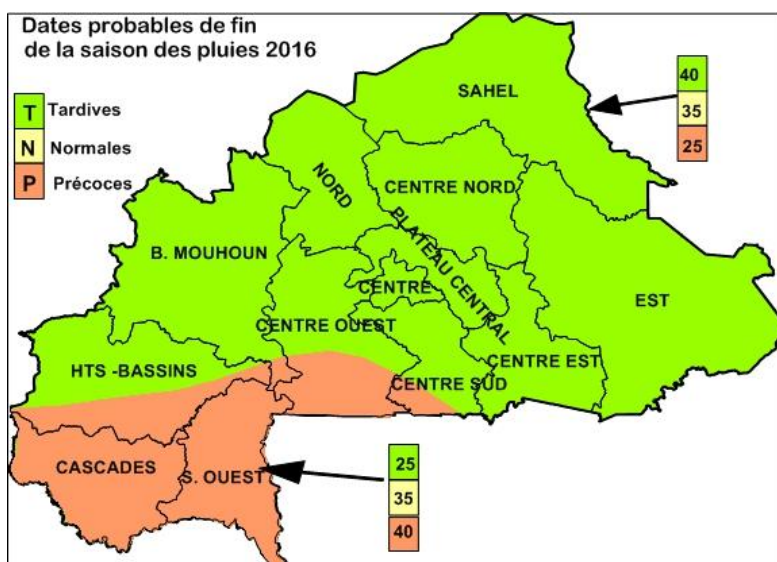 Dates probables de fin
de la saison des pluies 2016
T Tardives
N Normales
P Précoces
40
35
25
SAHEL
NORD
CENTRE NORD
B. MOUHOUN
PLATEAU CENTRAL
CENTRE
EST
CENTRE OUEST
CENTRE EST
HTS -BASSINS
CENTRE SUD
CASCADES
S. OUEST
25
35
40